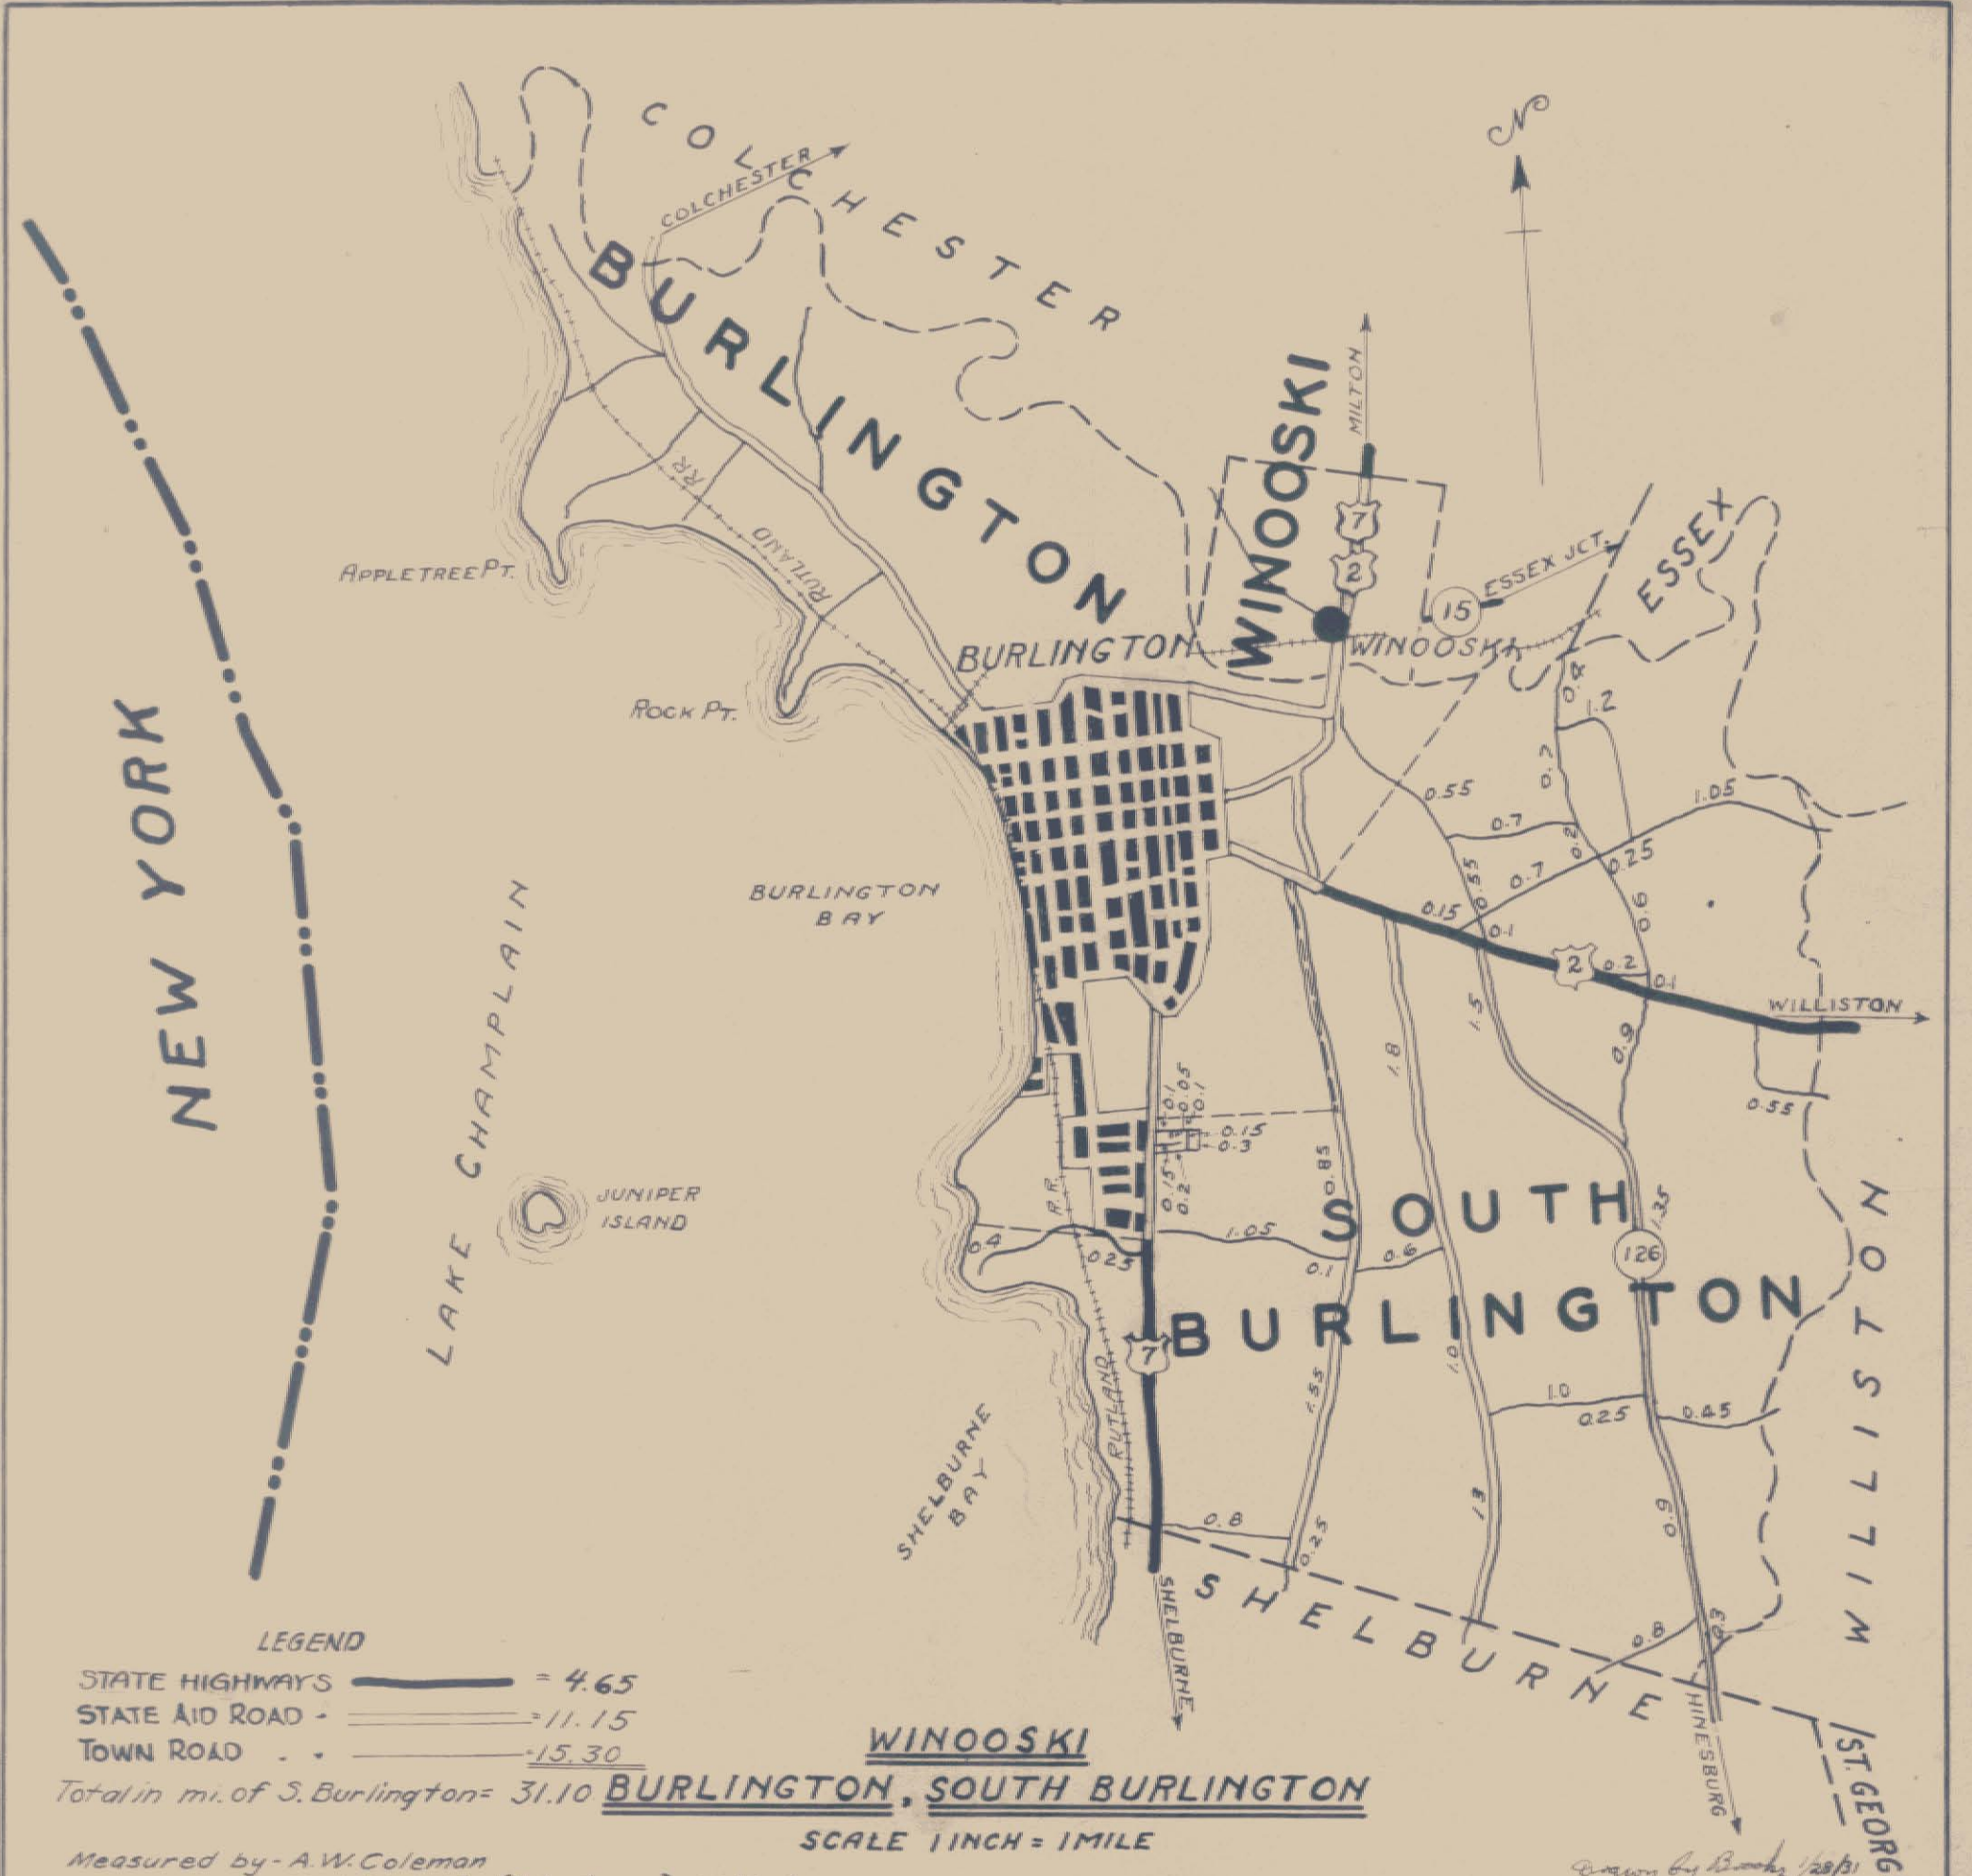 N
COLCHESTER
COLCHESTER
BURLINGTON
WINOOSKI
MILTON
7
2
ESSEX JCT.
15
ESSEX
R.R.
RUTLAND
APPLETREE PT.
BURLINGTON
WINOOSKI
ROCK PT.
0.4
1.2
0.7
0.55
1.05
0.7
0.2
0.25
0.7
0.55
0.6
0.15
0.1
BURLINGTON
BAY
NEW YORK
LAKE CHAMPLAIN
2
0.2
0.1
WILLISTON
1.5
0.9
1.8
0.55
0.1
0.05
0.1
0.15
0.3
0.15
0.2
0.85
JUNIPER
ISLAND
R.R.
SOUTH
1.35
0.4
0.25
1.05
0.1
0.6
126
BURLINGTON
7
1.0
1.55
RUTLAND
1.0
0.25
0.45
WILLISTON
SHELBURNE
BAY
0.8
0.25
1.3
0.9
SHELBURNE
0.8
0.3
SHELBURNE
HINESBURG
ST. GEORG
LEGEND
STATE HIGHWAYS = 4.65
STATE AID ROAD - = 11.15
TOWN ROAD . . - 15.30
Total in mi. of S. Burlington = 31.10
WINOOSKI
BURLINGTON, SOUTH BURLINGTON
SCALE 1 INCH = 1 MILE
Measured by - A.W. Coleman
Drawn by 1/28/31